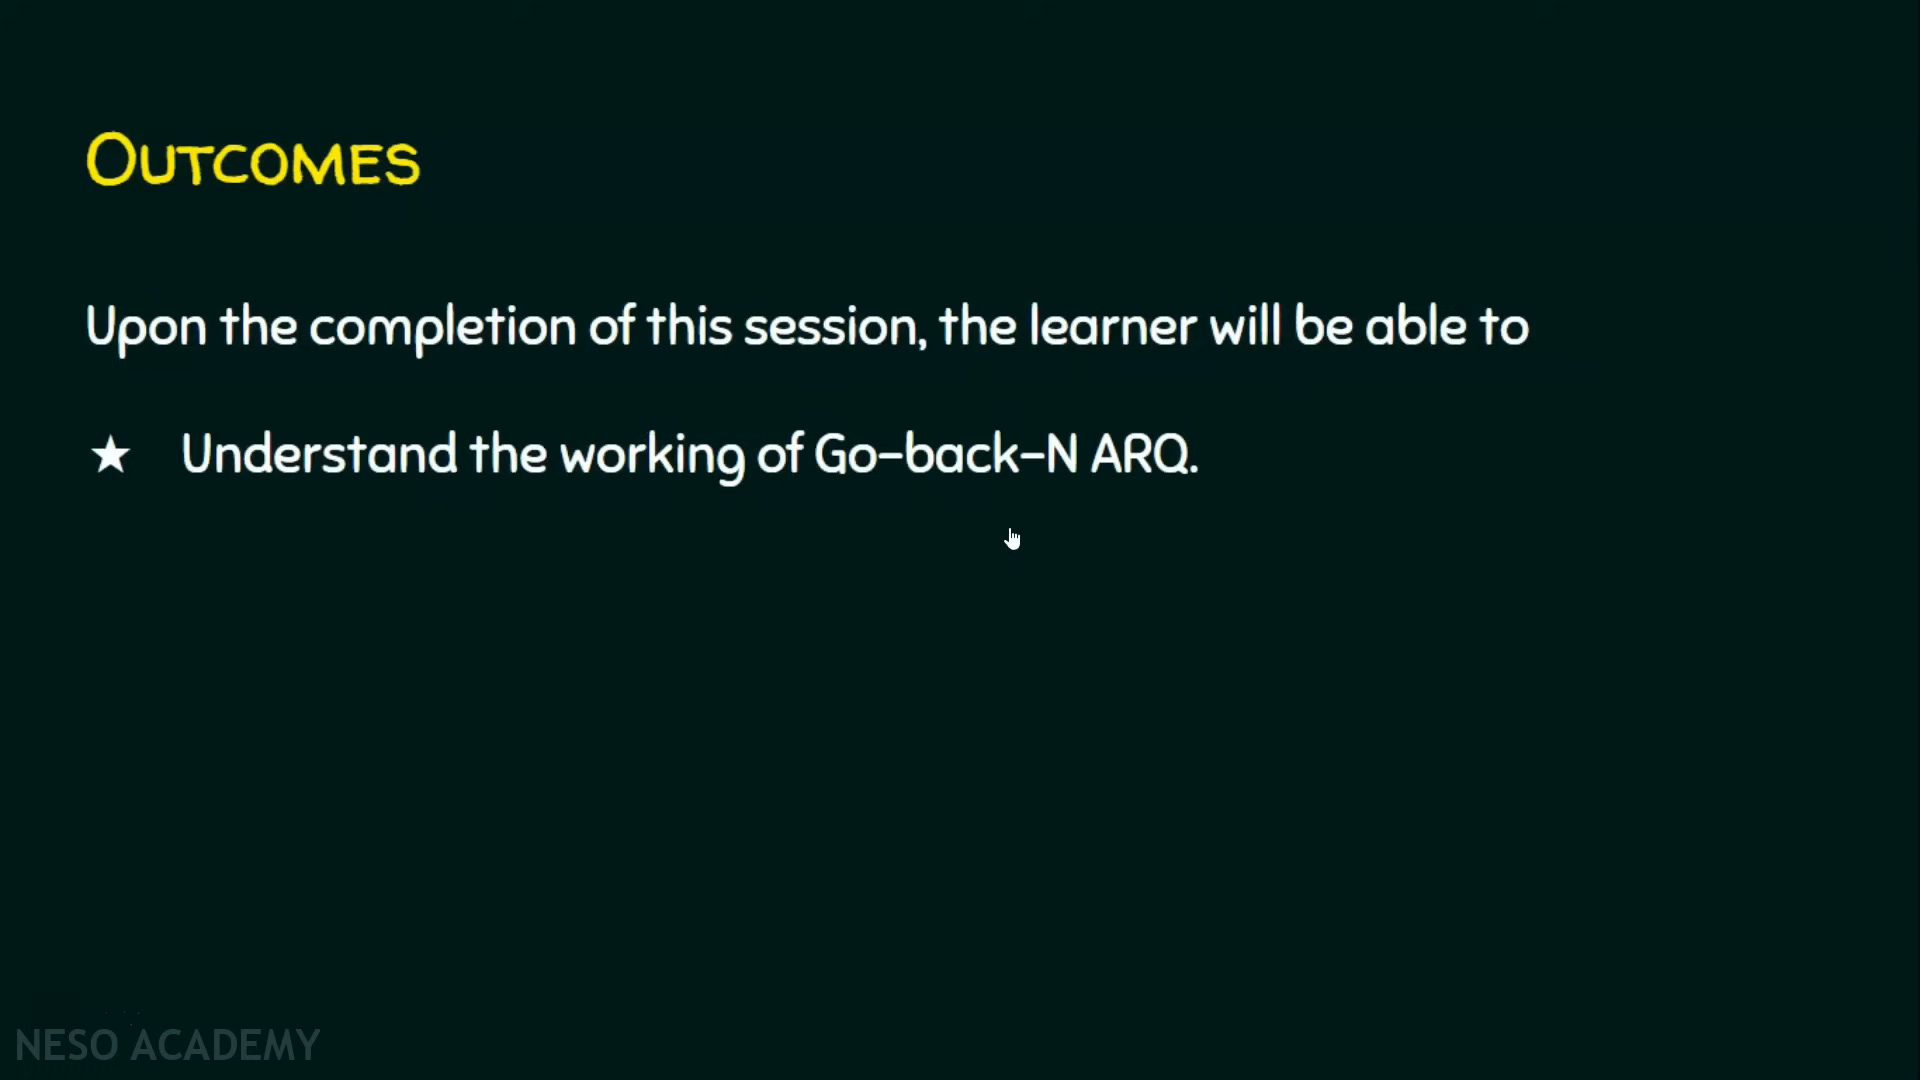 OUTCOMES
Upon the completion of this session, the learner will be able to
★ Understand the working of Go-back-N ARQ.
NESO ACADEMY